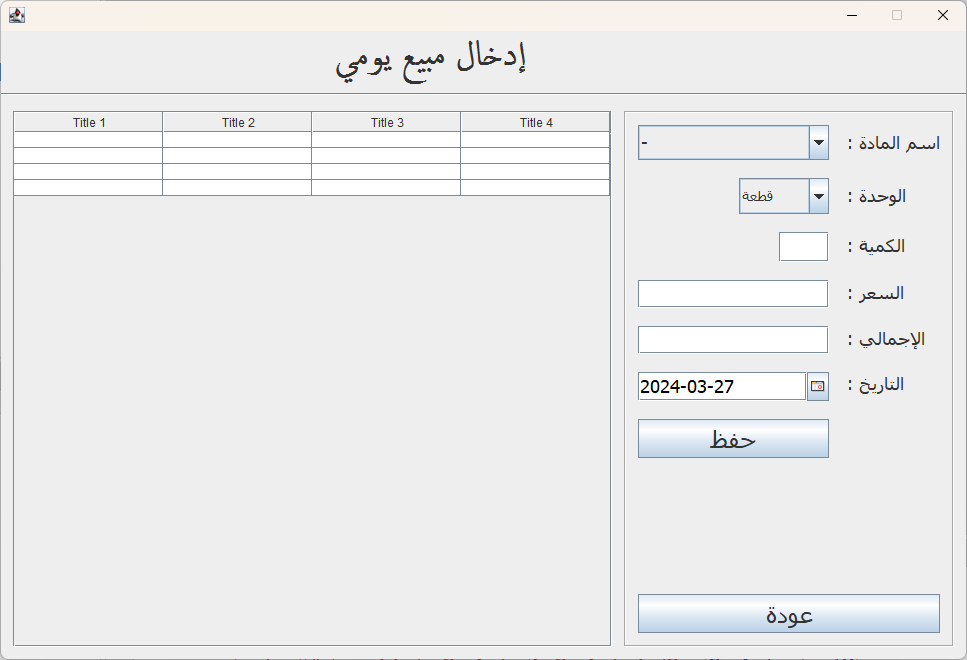 إدخال مبيع يومي
Title 1 Title 2 Title 3 Title 4
اسم المادة : -
الوحدة : قطعة
الكمية :
السعر :
الإجمالي :
التاريخ : 2024-03-27
حفظ
عودة